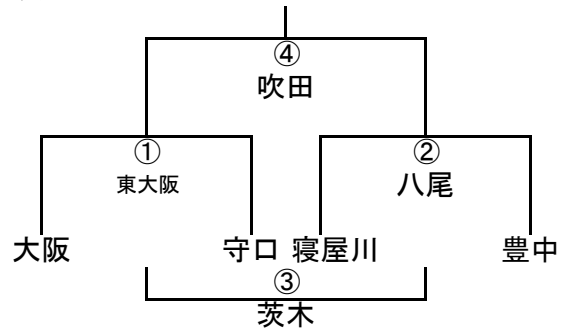 ④
吹田
① ②
東大阪 八尾
大阪 守口 寝屋川 豊中
③
茨木